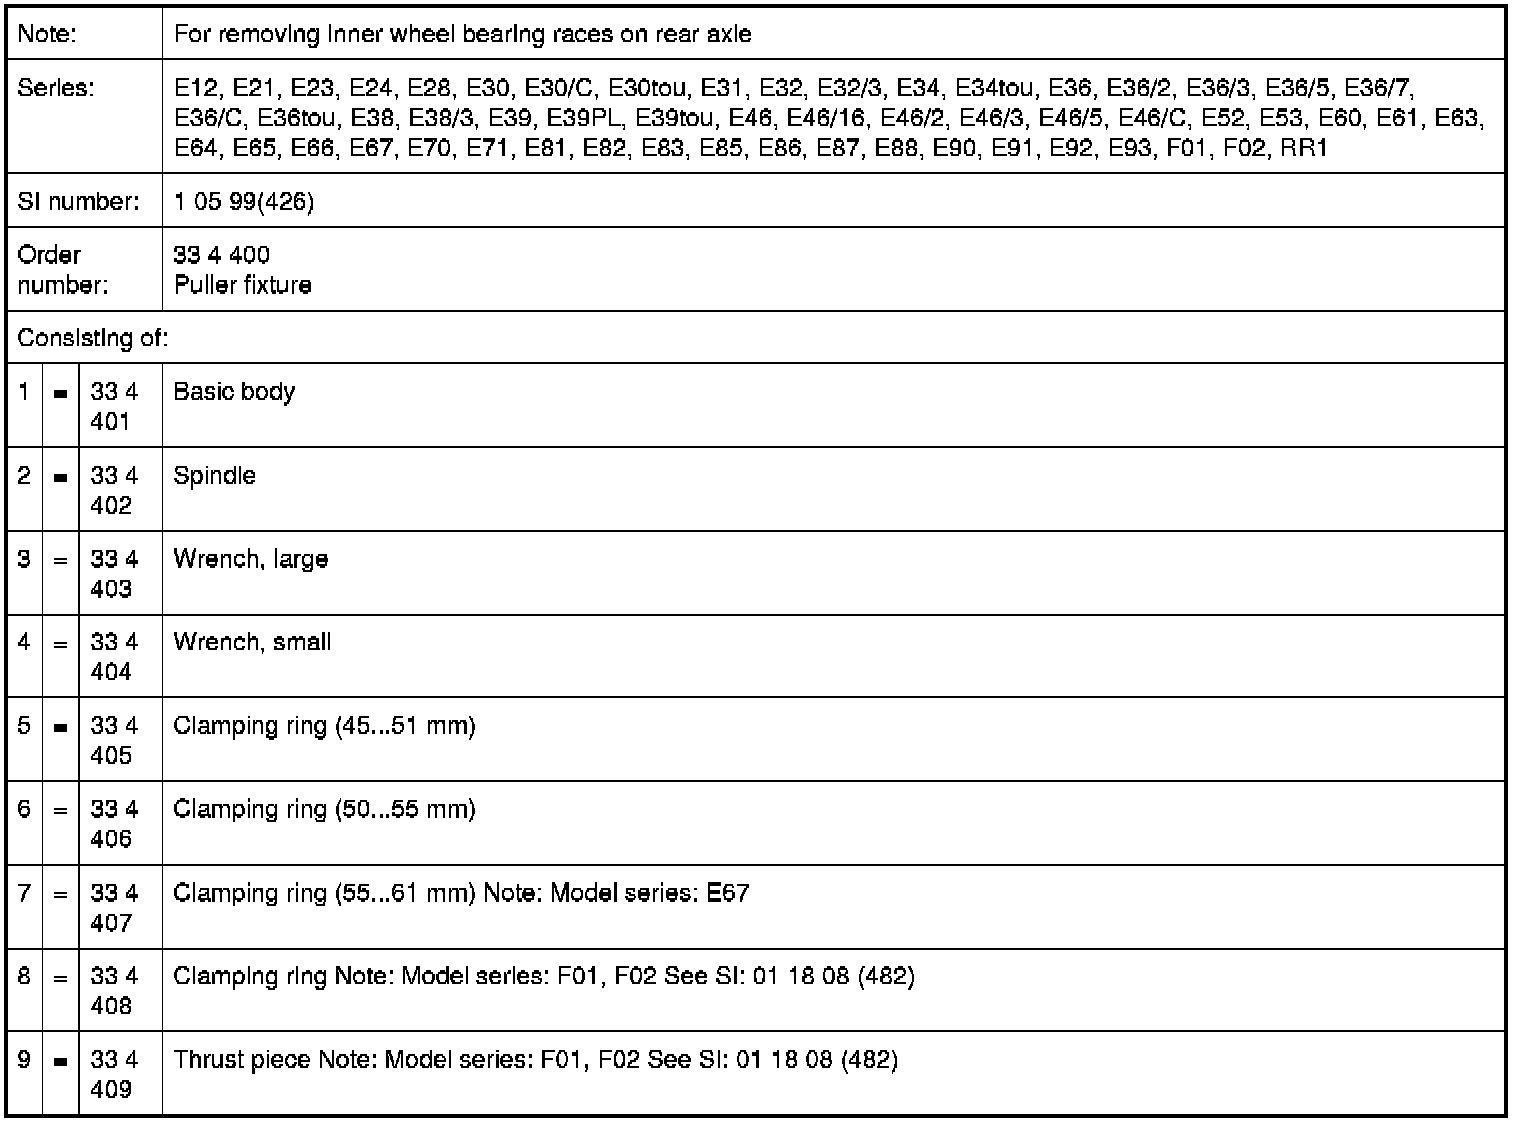 Note: For removing inner wheel bearing races on rear axle
Series: E12, E21, E23, E24, E28, E30, E30/C, E30tou, E31, E32, E32/3, E34, E34tou, E36, E36/2, E36/3, E36/5, E36/7,
E36/C, E36tou, E38, E38/3, E39, E39PL, E39tou, E46, E46/16, E46/2, E46/3, E46/5, E46/C, E52, E53, E60, E61, E63,
E64, E65, E66, E67, E70, E71, E81, E82, E83, E85, E86, E87, E88, E90, E91, E92, E93, F01, F02, RR1
SI number: 1 05 99(426)
Order
number:
33 4 400
Puller fixture
Consisting of:
1 = 33 4
401
Basic body
2 = 33 4
402
Spindle
3 = 33 4
403
Wrench, large
4 = 33 4
404
Wrench, small
5 = 33 4
405
Clamping ring (45...51 mm)
6 = 33 4
406
Clamping ring (50...55 mm)
7 = 33 4
407
Clamping ring (55...61 mm) Note: Model series: E67
8 = 33 4
408
Clamping ring Note: Model series: F01, F02 See SI: 01 18 08 (482)
9 = 33 4
409
Thrust piece Note: Model series: F01, F02 See SI: 01 18 08 (482)